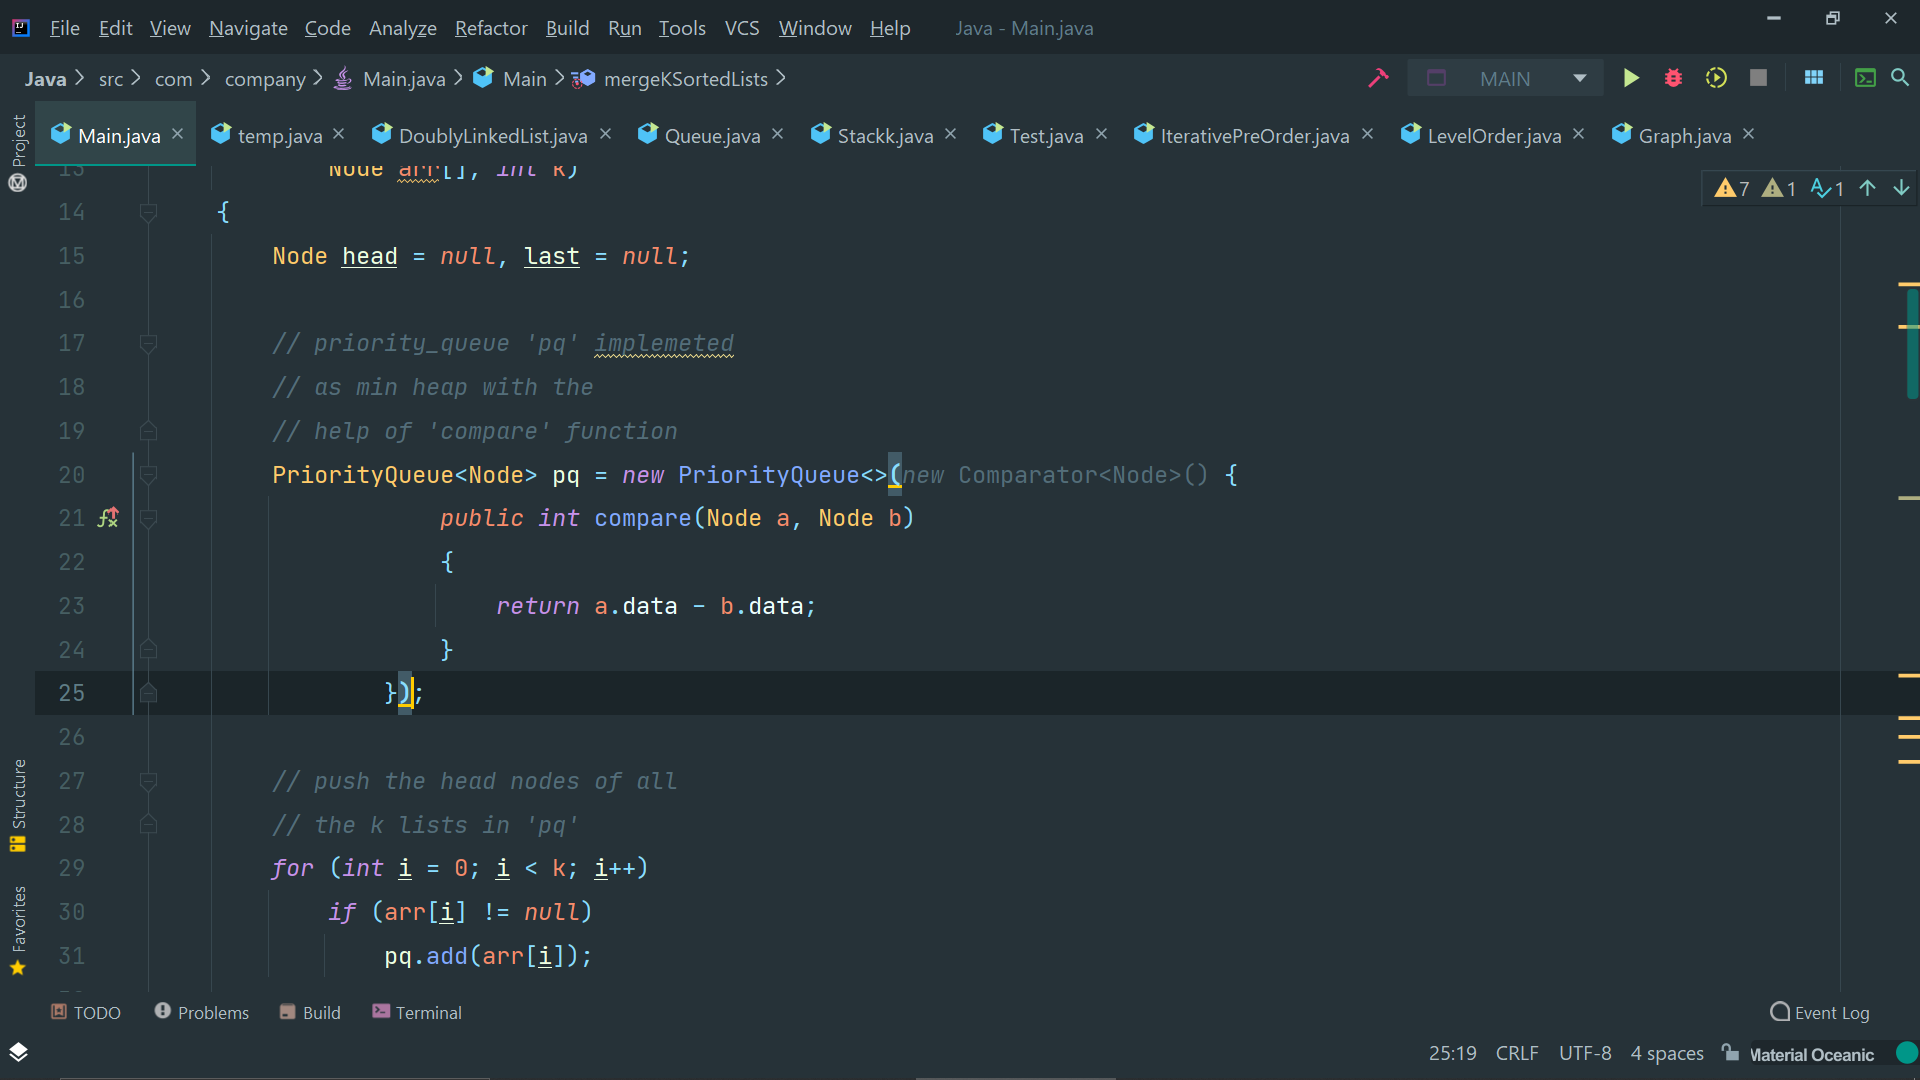 File Edit View Navigate Code Analyze Refactor Build Run Tools VCS Window Help Java - Main.java
Java src com company Main.java Main mergeKSortedLists MAIN
Project
Main.java temp.java DoublyLinkedList.java Queue.java Stackk.java Test.java IterativePreOrder.java LevelOrder.java Graph.java
13 Node arr[], int k)
7 1 1
14 {
15 Node head = null, last = null;
16
17 // priority_queue 'pq' implemeted
18 // as min heap with the
19 // help of 'compare' function
20 PriorityQueue<Node> pq = new PriorityQueue<>(new Comparator<Node>() {
21 public int compare(Node a, Node b)
22 {
23 return a.data - b.data;
24 }
25 });
26
27 // push the head nodes of all
28 // the k lists in 'pq'
29 for (int i = 0; i < k; i++)
30 if (arr[i] != null)
31 pq.add(arr[i]);
Structure
Favorites
TODO Problems Build Terminal Event Log
25:19 CRLF UTF-8 4 spaces Material Oceanic